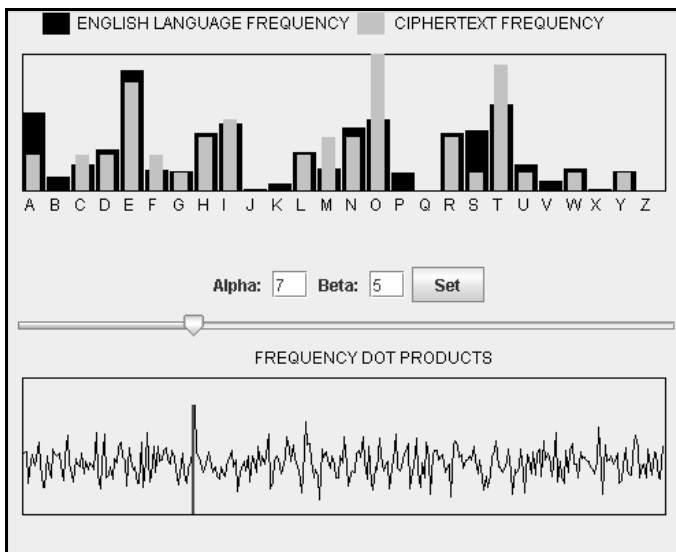 ENGLISH LANGUAGE FREQUENCY CIPHERTEXT FREQUENCY
A B C D E F G H I J K L M N O P Q R S T U V W X Y Z
Alpha: 7 Beta: 5 Set
FREQUENCY DOT PRODUCTS